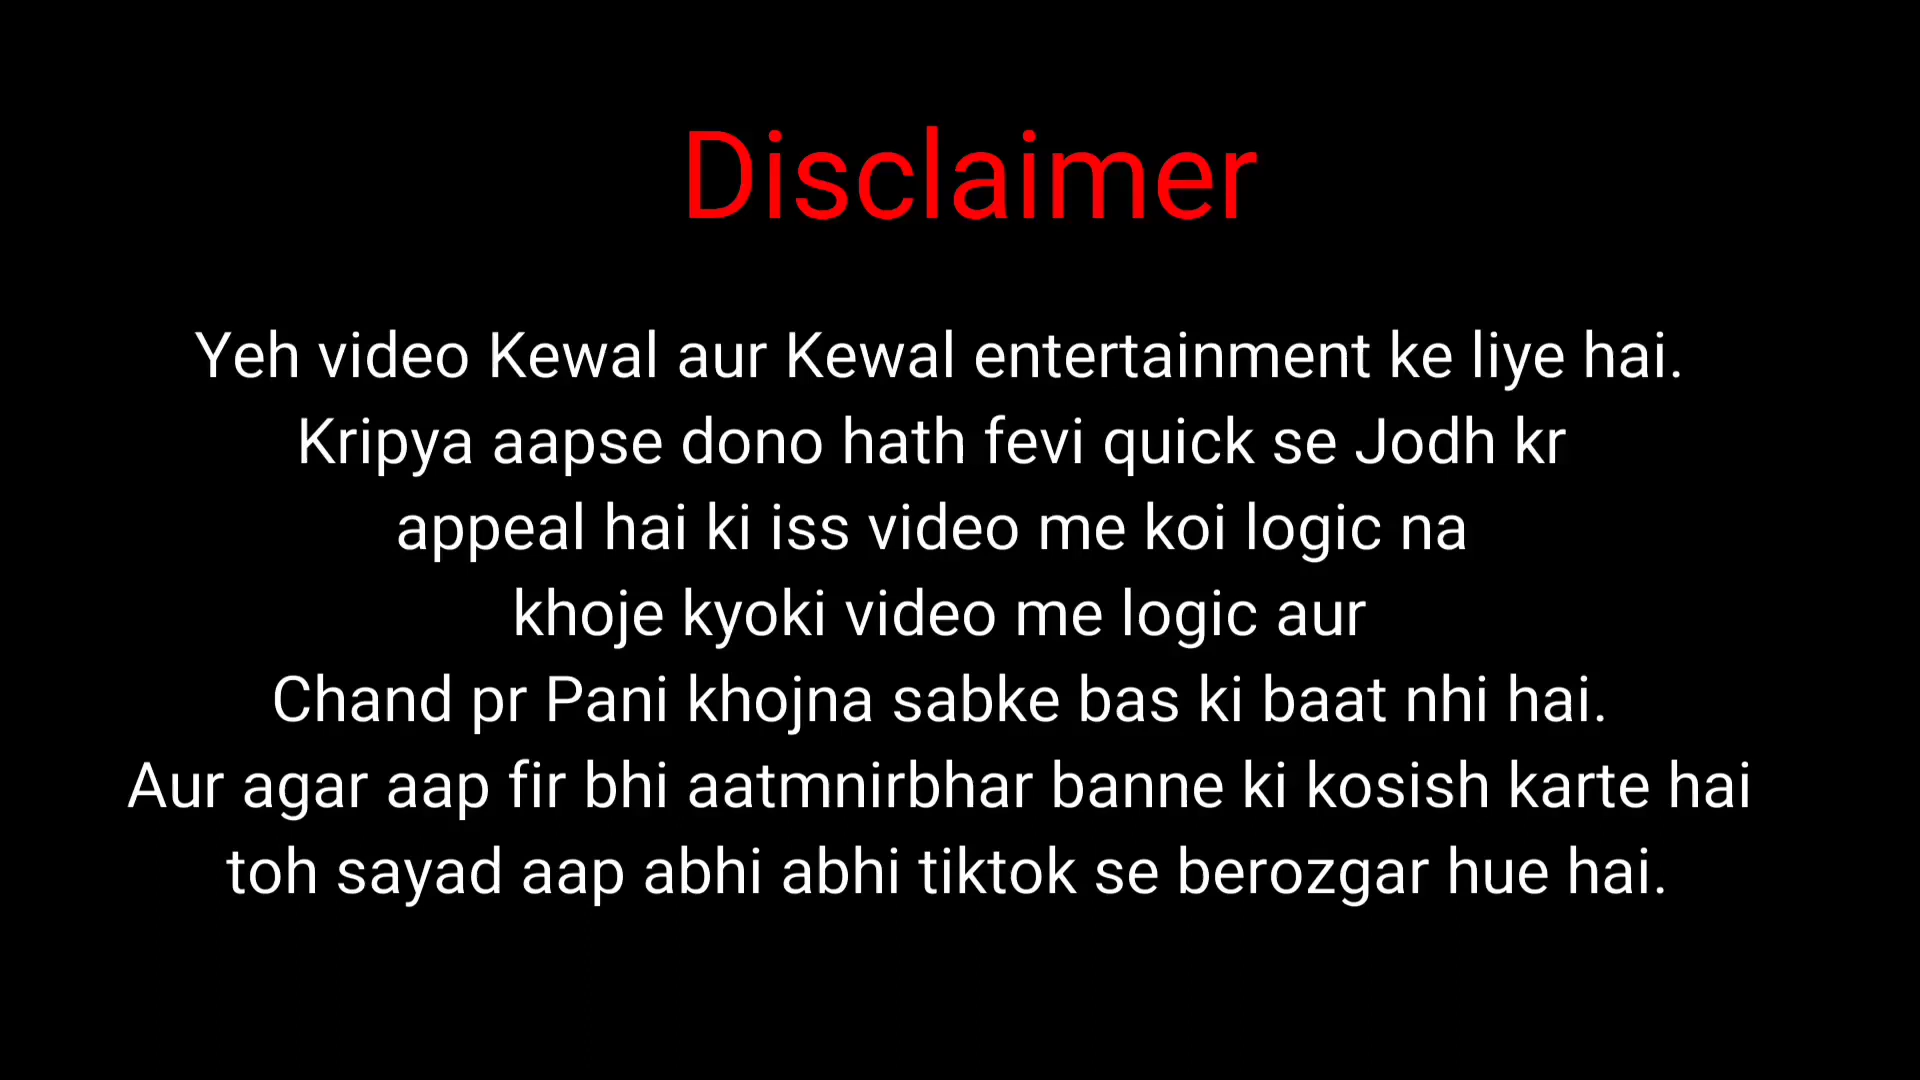 Disclaimer
Yeh video Kewal aur Kewal entertainment ke liye hai.
Kripya aapse dono hath fevi quick se Jodh kr
appeal hai ki iss video me koi logic na
khoje kyoki video me logic aur
Chand pr Pani khojna sabke bas ki baat nhi hai.
Aur agar aap fir bhi aatmnirbhar banne ki kosish karte hai
toh sayad aap abhi abhi tiktok se berozgar hue hai.